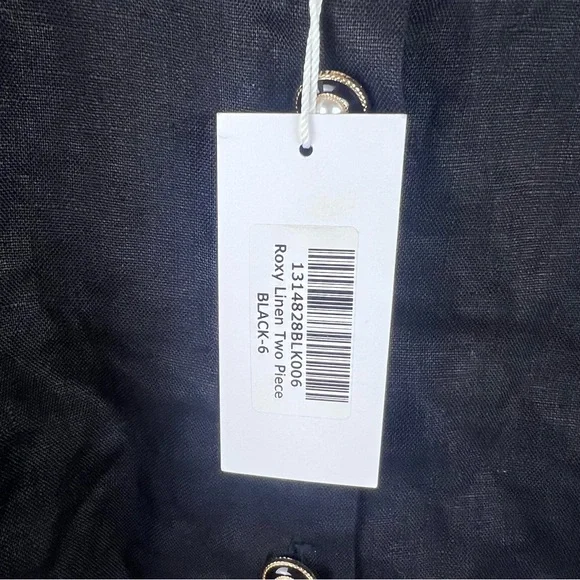 1314828BLK006
Roxy Linen Two Piece
BLACK-6